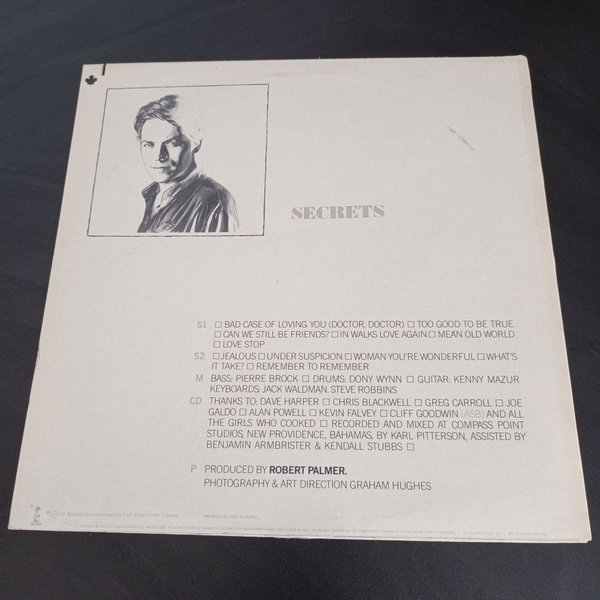 SECRETS
S1 □ BAD CASE OF LOVING YOU (DOCTOR, DOCTOR) □ TOO GOOD TO BE TRUE
□ CAN WE STILL BE FRIENDS? □ IN WALKS LOVE AGAIN □ MEAN OLD WORLD
□ LOVE STOP
S2 □ JEALOUS □ UNDER SUSPICION □ WOMAN YOU'RE WONDERFUL □ WHAT'S
IT TAKE? □ REMEMBER TO REMEMBER
M BASS: PIERRE BROCK □ DRUMS: DONY WYNN □ GUITAR: KENNY MAZUR
KEYBOARDS: JACK WALDMAN. STEVE ROBBINS
CD THANKS TO: DAVE HARPER □ CHRIS BLACKWELL □ GREG CARROLL □ JOE
GALDO □ ALAN POWELL □ KEVIN FALVEY □ CLIFF GOODWIN (ASB) AND ALL
THE GIRLS WHO COOKED □ RECORDED AND MIXED AT COMPASS POINT
STUDIOS, NEW PROVIDENCE, BAHAMAS, BY KARL PITTERSON, ASSISTED BY
BENJAMIN ARMBRISTER & KENDALL STUBBS □
P PRODUCED BY ROBERT PALMER.
PHOTOGRAPHY & ART DIRECTION GRAHAM HUGHES